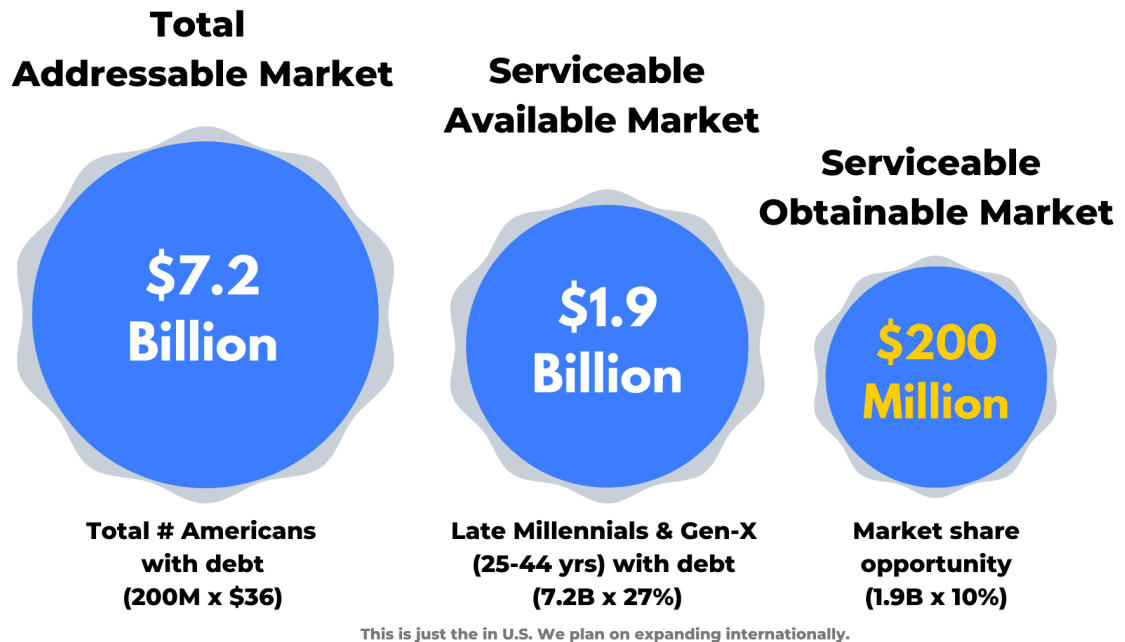 Total
Addressable Market
$7.2
Billion
Total # Americans
with debt
(200M x $36)
Serviceable
Available Market
$1.9
Billion
Late Millennials & Gen-X
(25-44 yrs) with debt
(7.2B x 27%)
Serviceable
Obtainable Market
$200
Million
Market share
opportunity
(1.9B x 10%)
This is just the in U.S. We plan on expanding internationally.